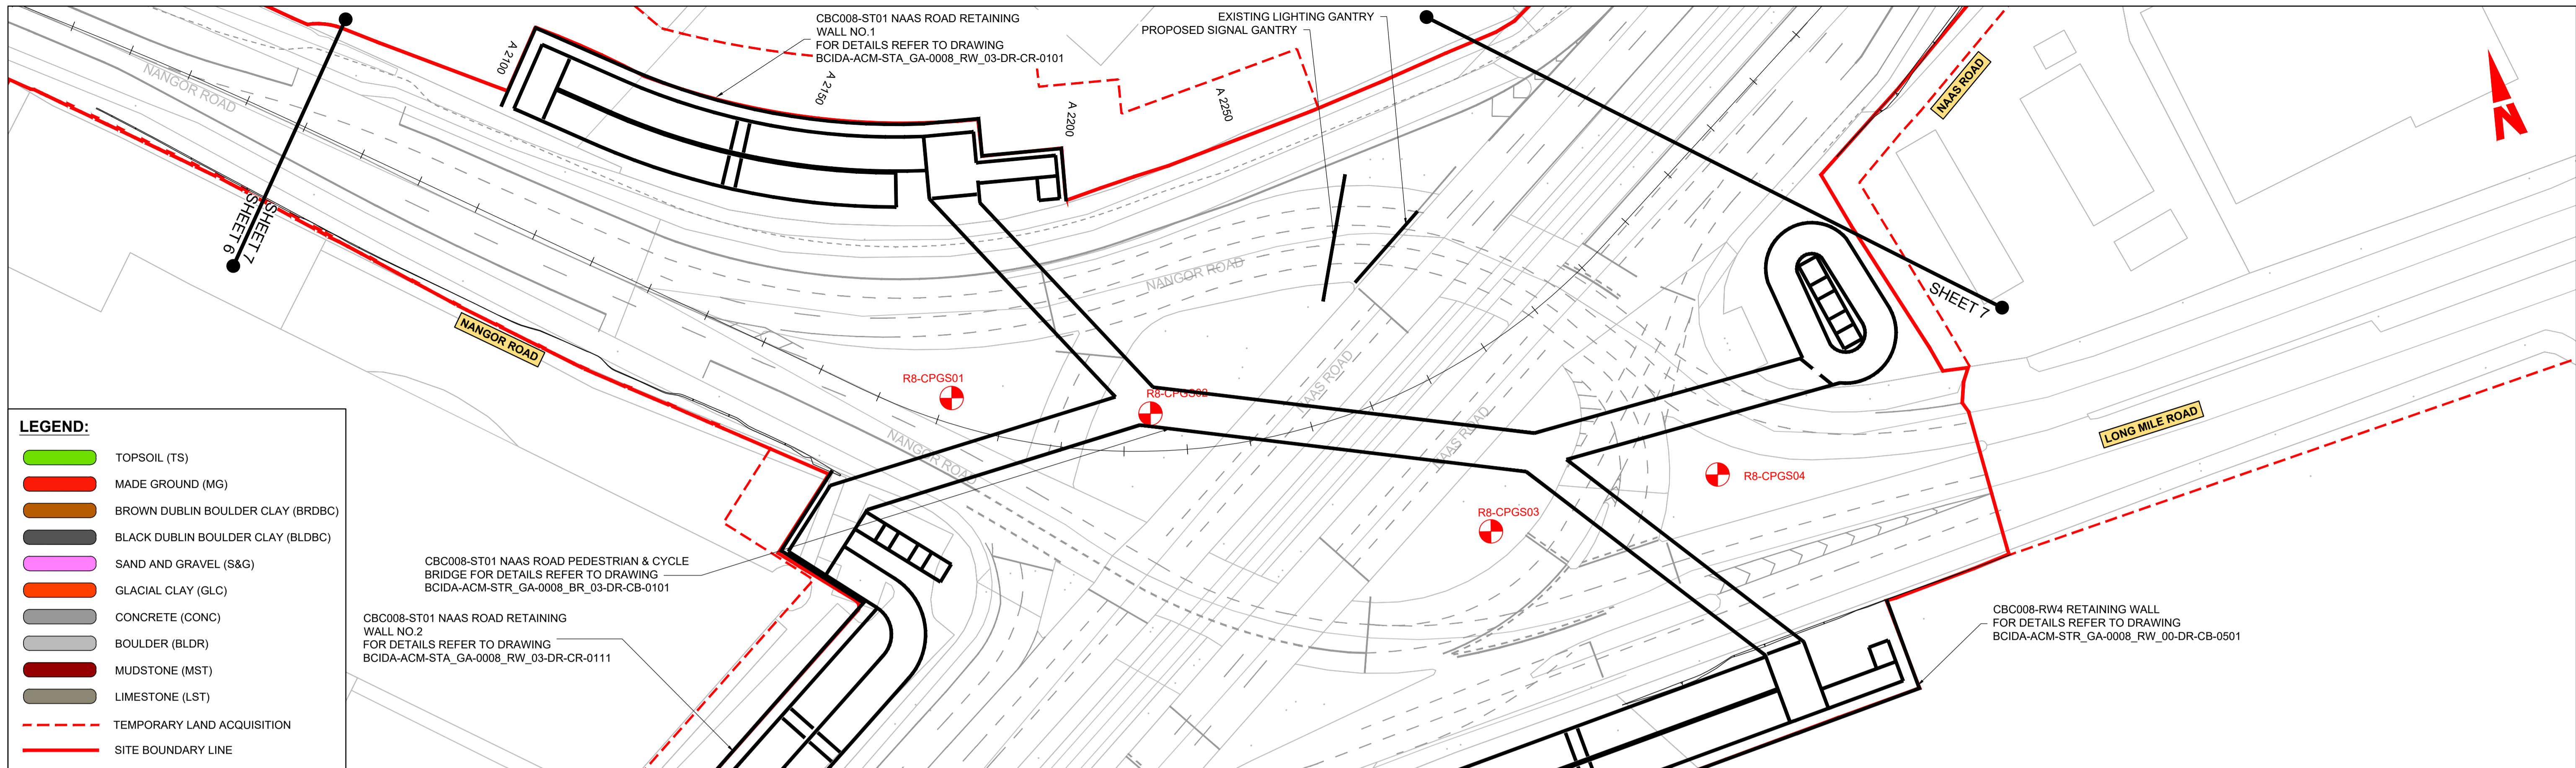 CBC008-ST01 NAAS ROAD RETAINING
WALL NO.1
FOR DETAILS REFER TO DRAWING
BCIDA-ACM-STA_GA-0008_RW_03-DR-CR-0101
EXISTING LIGHTING GANTRY
PROPOSED SIGNAL GANTRY
A 2100
A 2150
A 2200
A 2250
NANGOR ROAD
NAAS ROAD
N
SHEET 6
SHEET 7
NANGOR ROAD
SHEET 7
NANGOR ROAD
NAAS ROAD
R8-CPGS01
R8-CPGS02
NANGOR ROAD
NAAS ROAD
LONG MILE ROAD
R8-CPGS04
R8-CPGS03
CBC008-ST01 NAAS ROAD PEDESTRIAN & CYCLE
BRIDGE FOR DETAILS REFER TO DRAWING
BCIDA-ACM-STR_GA-0008_BR_03-DR-CB-0101
CBC008-ST01 NAAS ROAD RETAINING
WALL NO.2
FOR DETAILS REFER TO DRAWING
BCIDA-ACM-STA_GA-0008_RW_03-DR-CR-0111
CBC008-RW4 RETAINING WALL
FOR DETAILS REFER TO DRAWING
BCIDA-ACM-STR_GA-0008_RW_00-DR-CB-0501
LEGEND:
TOPSOIL (TS)
MADE GROUND (MG)
BROWN DUBLIN BOULDER CLAY (BRDBC)
BLACK DUBLIN BOULDER CLAY (BLDBC)
SAND AND GRAVEL (S&G)
GLACIAL CLAY (GLC)
CONCRETE (CONC)
BOULDER (BLDR)
MUDSTONE (MST)
LIMESTONE (LST)
TEMPORARY LAND ACQUISITION
SITE BOUNDARY LINE